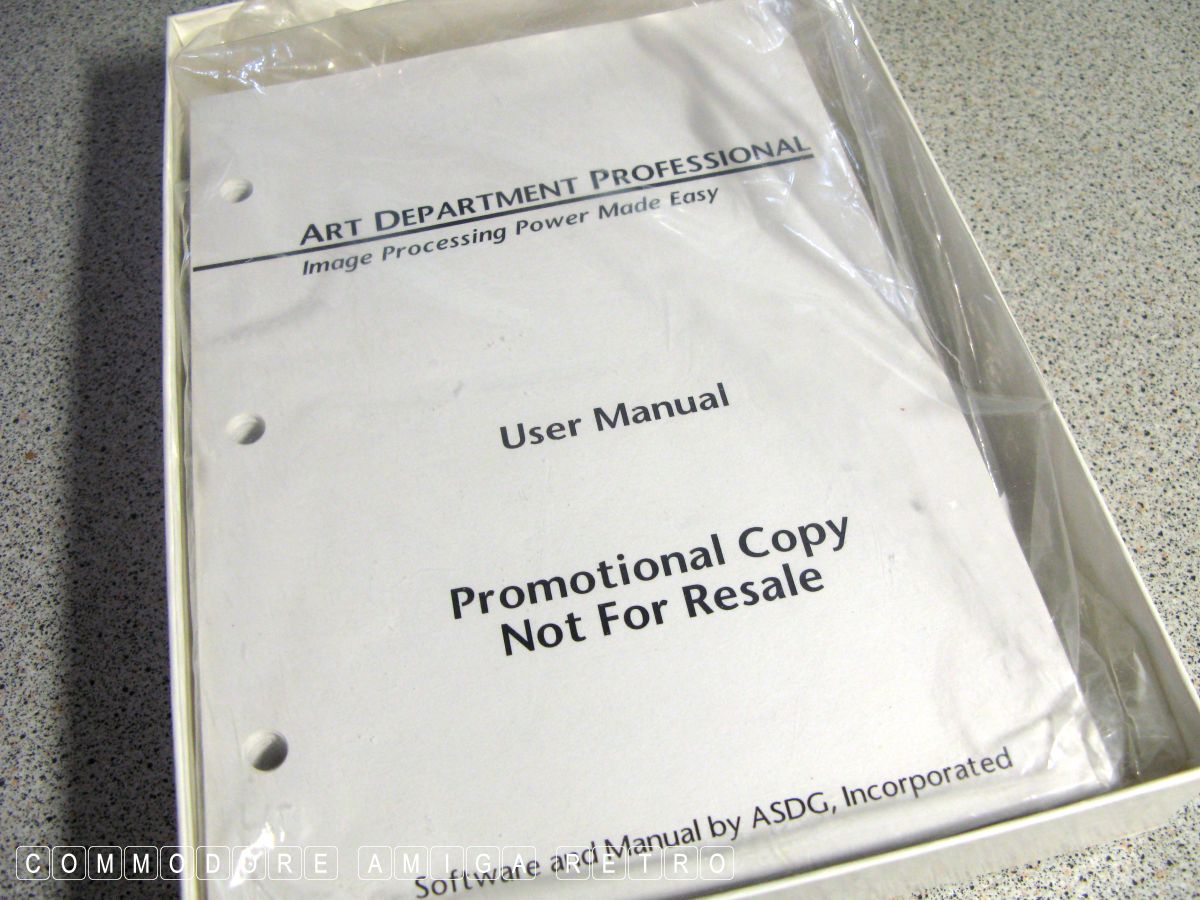 ART DEPARTMENT PROFESSIONAL
Image Processing Power Made Easy
User Manual
Promotional Copy
Not For Resale
Software and Manual by ASDG, Incorporated
COMMODORE AMIGA RETRO